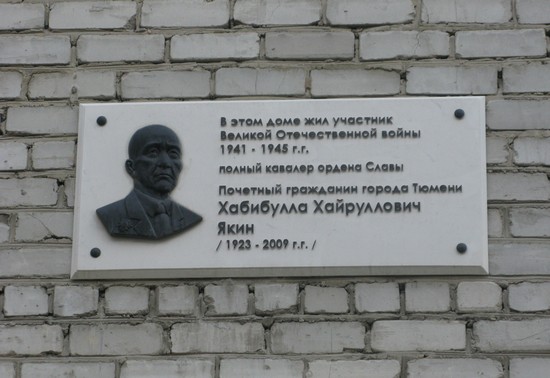 В этом доме жил участник
Великой Отечественной войны
1941 - 1945 г.г.
полный кавалер ордена Славы
Почетный гражданин города Тюмени
Хабибулла Хайруллович
Якин
/ 1923 - 2009 г.г. /